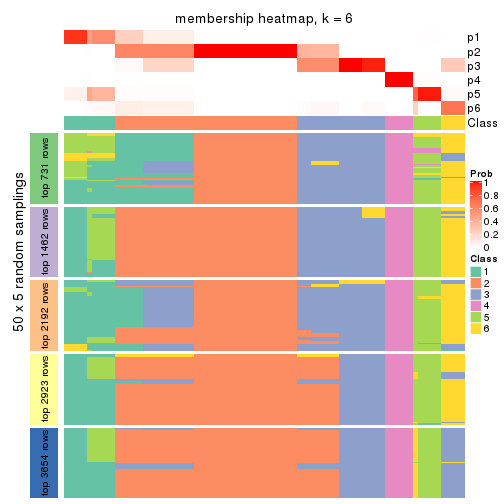 membership heatmap, k = 6
p1
p2
p3
p4
p5
p6
Class
50 x 5 random samplings
top 731 rows
top 1462 rows
top 2192 rows
top 2923 rows
top 3654 rows
Prob
1
0.8
0.6
0.4
0.2
0
Class
1
2
3
4
5
6